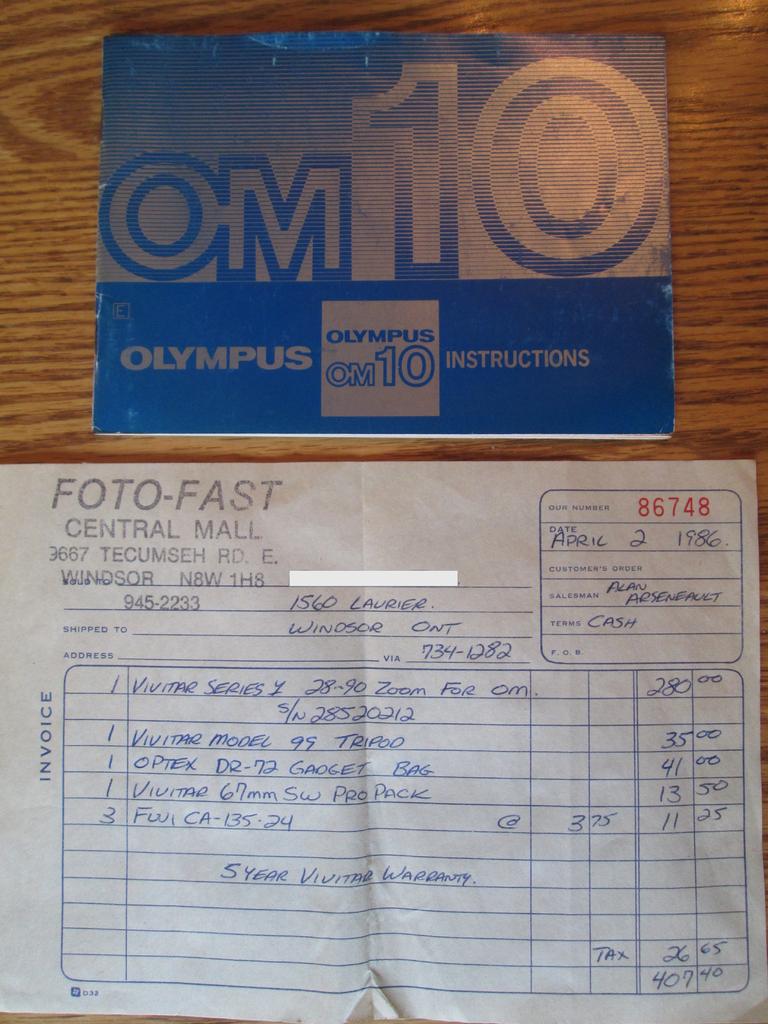 OM10
E
OLYMPUS OLYMPUS OM10 INSTRUCTIONS
FOTO-FAST
CENTRAL MALL
3667 TECUMSEH RD. E.
WINDSOR N8W 1H8
945-2233
OUR NUMBER 86748
DATE APRIL 2 1986.
CUSTOMER'S ORDER
SALESMAN ALAN ARSENEAULT
TERMS CASH
F.O.B.
SOLD TO
1560 LAURIER.
SHIPPED TO WINDSOR ONT
ADDRESS VIA 734-1282
INVOICE
1 VIVITAR SERIES 1 28-90 ZOOM FOR OM. 280 00
S/N 28520212
1 VIVITAR MODEL 99 TRIPOD 35 00
1 OPTEX DR-72 GADGET BAG 41 00
1 VIVITAR 67mm SW PRO PACK 13 50
3 FUJI CA-135-24 @ 3 75 11 25
5 YEAR VIVITAR WARRANTY.
TAX 26 65
407 40
D32